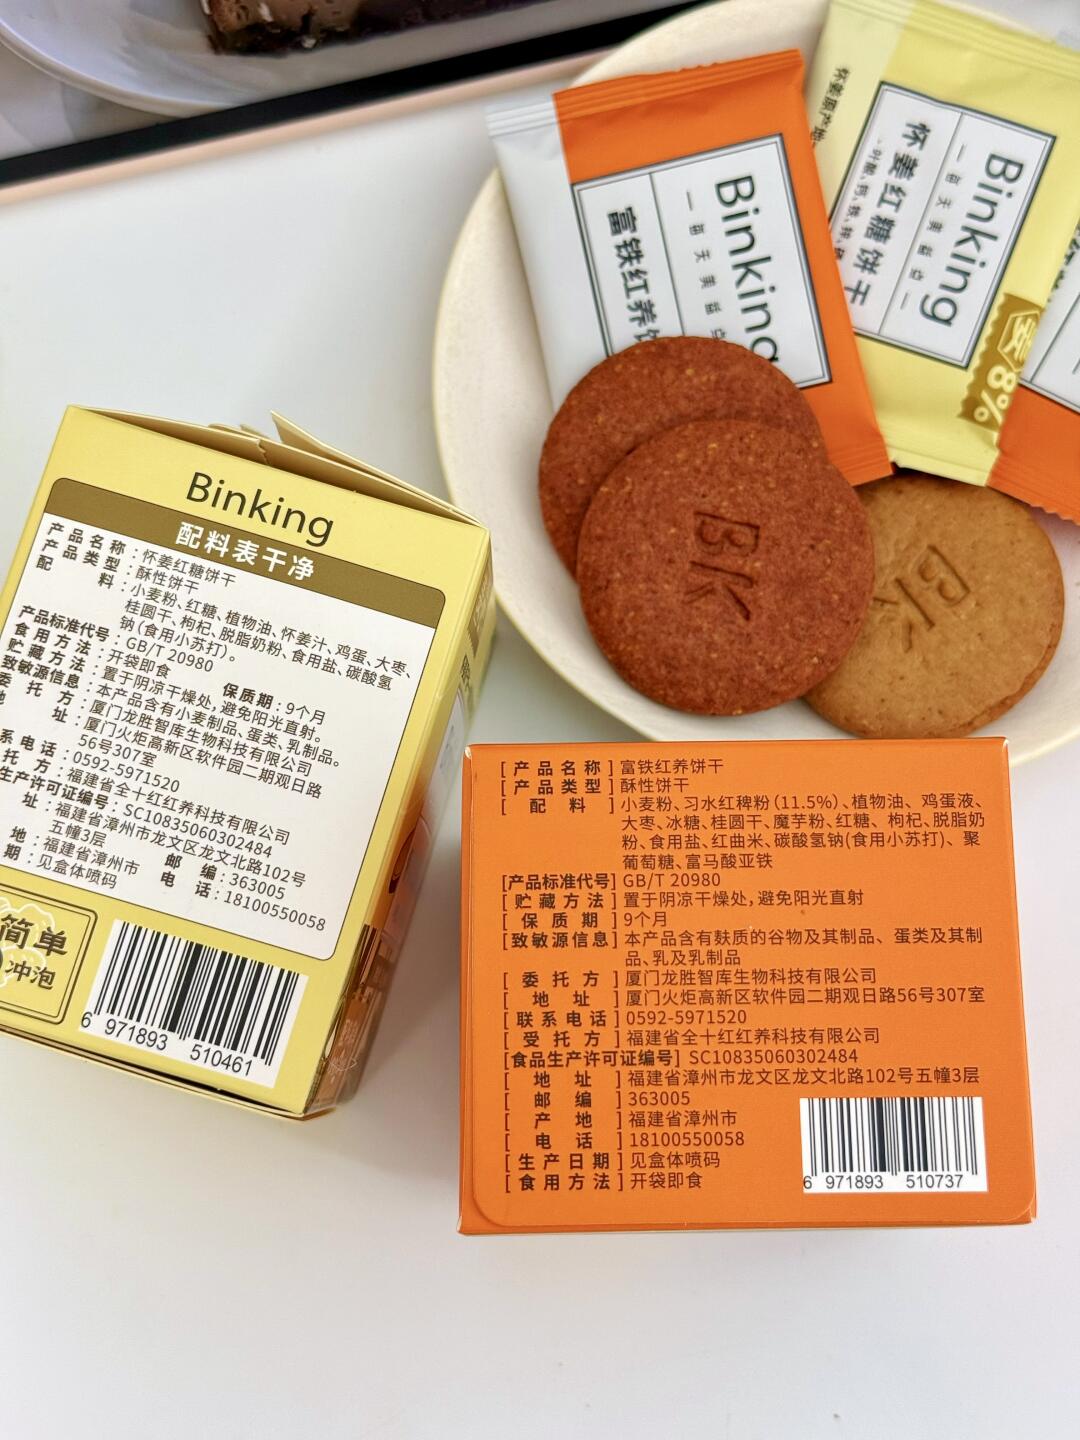 Binking
富铁红养饼
怀姜原产地
Binking
怀姜红糖饼干
姜8%
BK
BK
Binking
配料表干净
产品名称：怀姜红糖饼干
产品类型：酥性饼干
配料：小麦粉、红糖、植物油、怀姜汁、鸡蛋、大枣、
桂圆干、枸杞、脱脂奶粉、食用盐、碳酸氢
钠(食用小苏打)。
产品标准代号：GB/T 20980
食用方法：开袋即食 保质期：9个月
贮藏方法：置于阴凉干燥处，避免阳光直射。
致敏源信息：本产品含有小麦制品、蛋类、乳制品。
委托方：厦门龙胜智库生物科技有限公司
址：厦门火炬高新区软件园二期观日路
56号307室
系电话：0592-5971520
托方：福建省全十红红养科技有限公司
生产许可证编号：SC10835060302484
址：福建省漳州市龙文区龙文北路102号
五幢3层 邮编：363005
地：福建省漳州市 电话：18100550058
期：见盒体喷码
简单
冲泡
6 971893 510461
[产品名称] 富铁红养饼干
[产品类型] 酥性饼干
[配料] 小麦粉、习水红稗粉（11.5%）、植物油、鸡蛋液、
大枣、冰糖、桂圆干、魔芋粉、红糖、枸杞、脱脂奶
粉、食用盐、红曲米、碳酸氢钠(食用小苏打)、聚
葡萄糖、富马酸亚铁
[产品标准代号] GB/T 20980
[贮藏方法] 置于阴凉干燥处，避免阳光直射
[保质期] 9个月
[致敏源信息] 本产品含有麸质的谷物及其制品、蛋类及其制
品、乳及乳制品
[委托方] 厦门龙胜智库生物科技有限公司
[地址] 厦门火炬高新区软件园二期观日路56号307室
[联系电话] 0592-5971520
[受托方] 福建省全十红红养科技有限公司
[食品生产许可证编号] SC10835060302484
[地址] 福建省漳州市龙文区龙文北路102号五幢3层
[邮编] 363005
[产地] 福建省漳州市
[电话] 18100550058
[生产日期] 见盒体喷码
[食用方法] 开袋即食
6 971893 510737